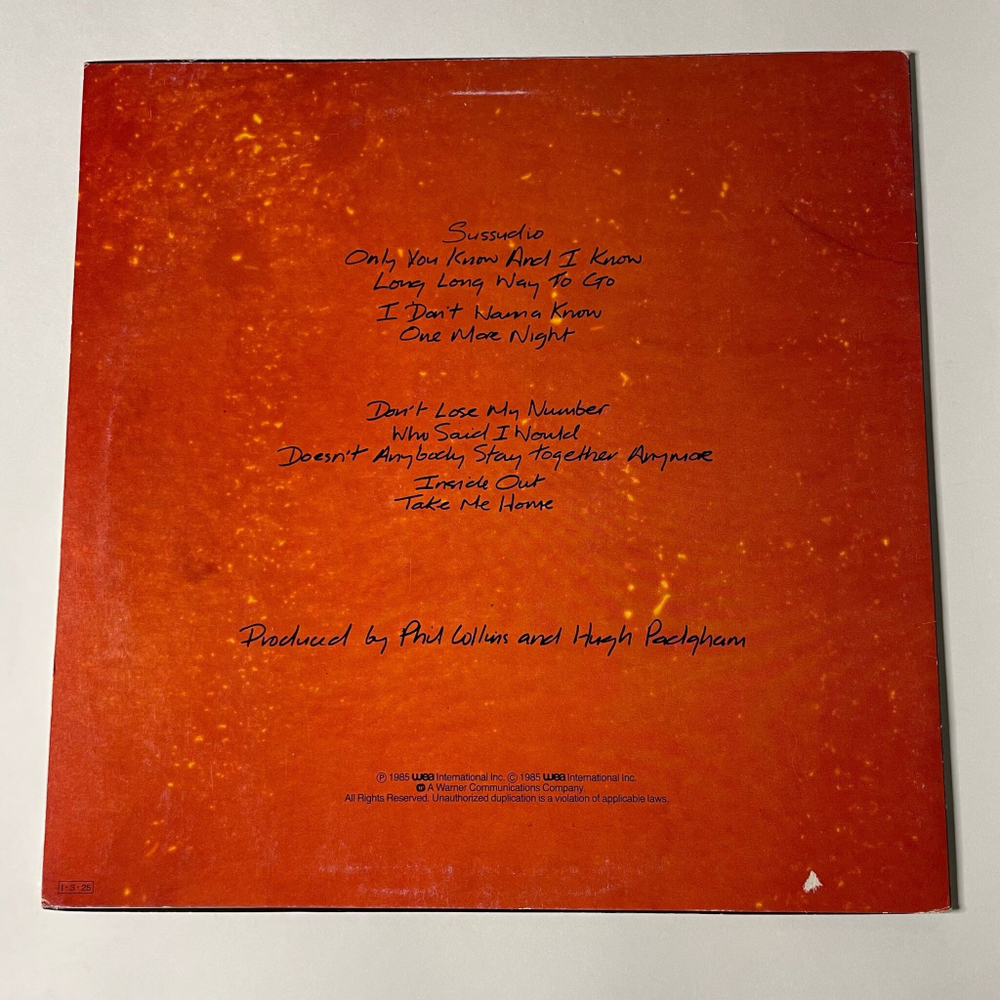 Sussudio
Only You Know And I Know
Long Long Way To Go
I Don't Wanna Know
One More Night
Don't Lose My Number
Who Said I Would
Doesn't Anybody Stay together Anymore
Inside Out
Take Me Home
Produced by Phil Collins and Hugh Padgham
℗ 1985 wea International Inc. © 1985 wea International Inc.
A Warner Communications Company.
All Rights Reserved. Unauthorized duplication is a violation of applicable laws.
1·3·25